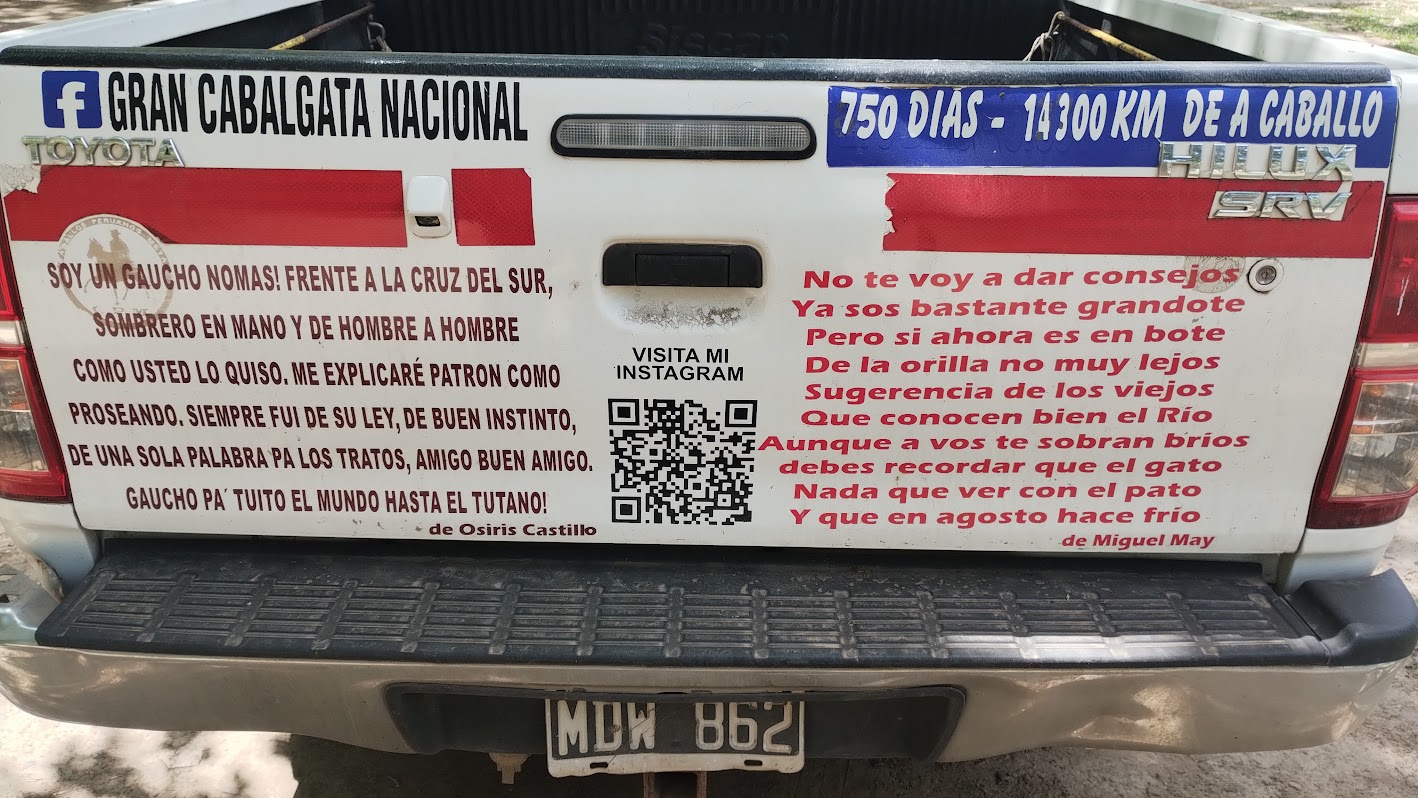 Siscap
f GRAN CABALGATA NACIONAL
TOYOTA
750 DIAS - 14300 KM DE A CABALLO
HILUX
SRV
CABALLOS PERUANOS
SOY UN GAUCHO NOMAS! FRENTE A LA CRUZ DEL SUR,
SOMBRERO EN MANO Y DE HOMBRE A HOMBRE
COMO USTED LO QUISO. ME EXPLICARÉ PATRON COMO
PROSEANDO. SIEMPRE FUI DE SU LEY, DE BUEN INSTINTO,
DE UNA SOLA PALABRA PA LOS TRATOS, AMIGO BUEN AMIGO.
GAUCHO PA´ TUITO EL MUNDO HASTA EL TUTANO!
de Osiris Castillo
VISITA MI
INSTAGRAM
No te voy a dar consejos
Ya sos bastante grandote
Pero si ahora es en bote
De la orilla no muy lejos
Sugerencia de los viejos
Que conocen bien el Río
Aunque a vos te sobran bríos
debes recordar que el gato
Nada que ver con el pato
Y que en agosto hace frío
de Miguel May
MDW 862